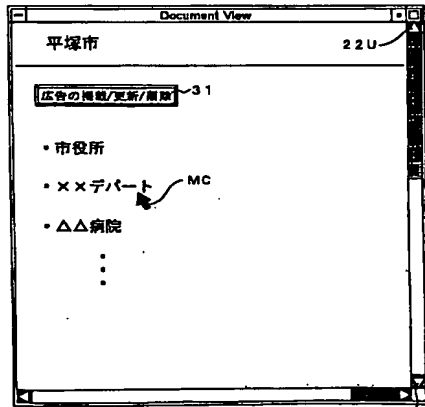 Document View
平塚市
22U
広告の掲載/更新/削除
31
・市役所
・××デパート
MC
・△△病院